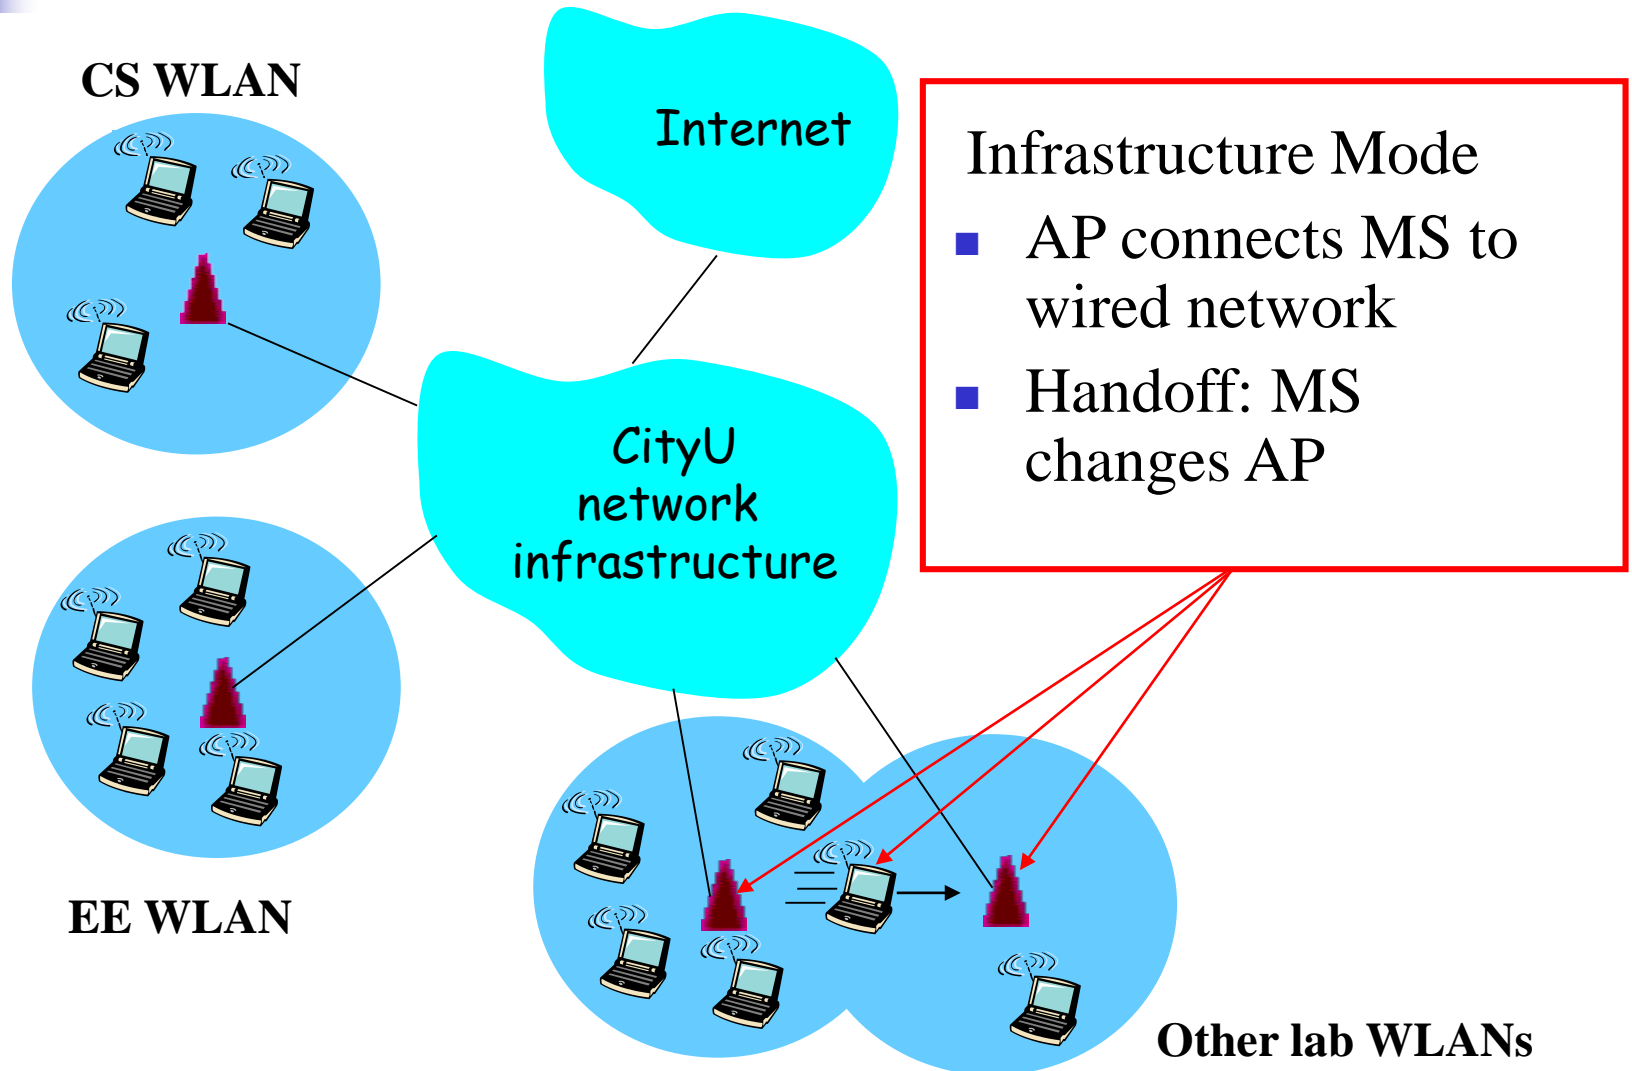 CS WLAN
Internet
Infrastructure Mode
AP connects MS to
wired network
Handoff: MS
changes AP
CityU
network
infrastructure
EE WLAN
Other lab WLANs